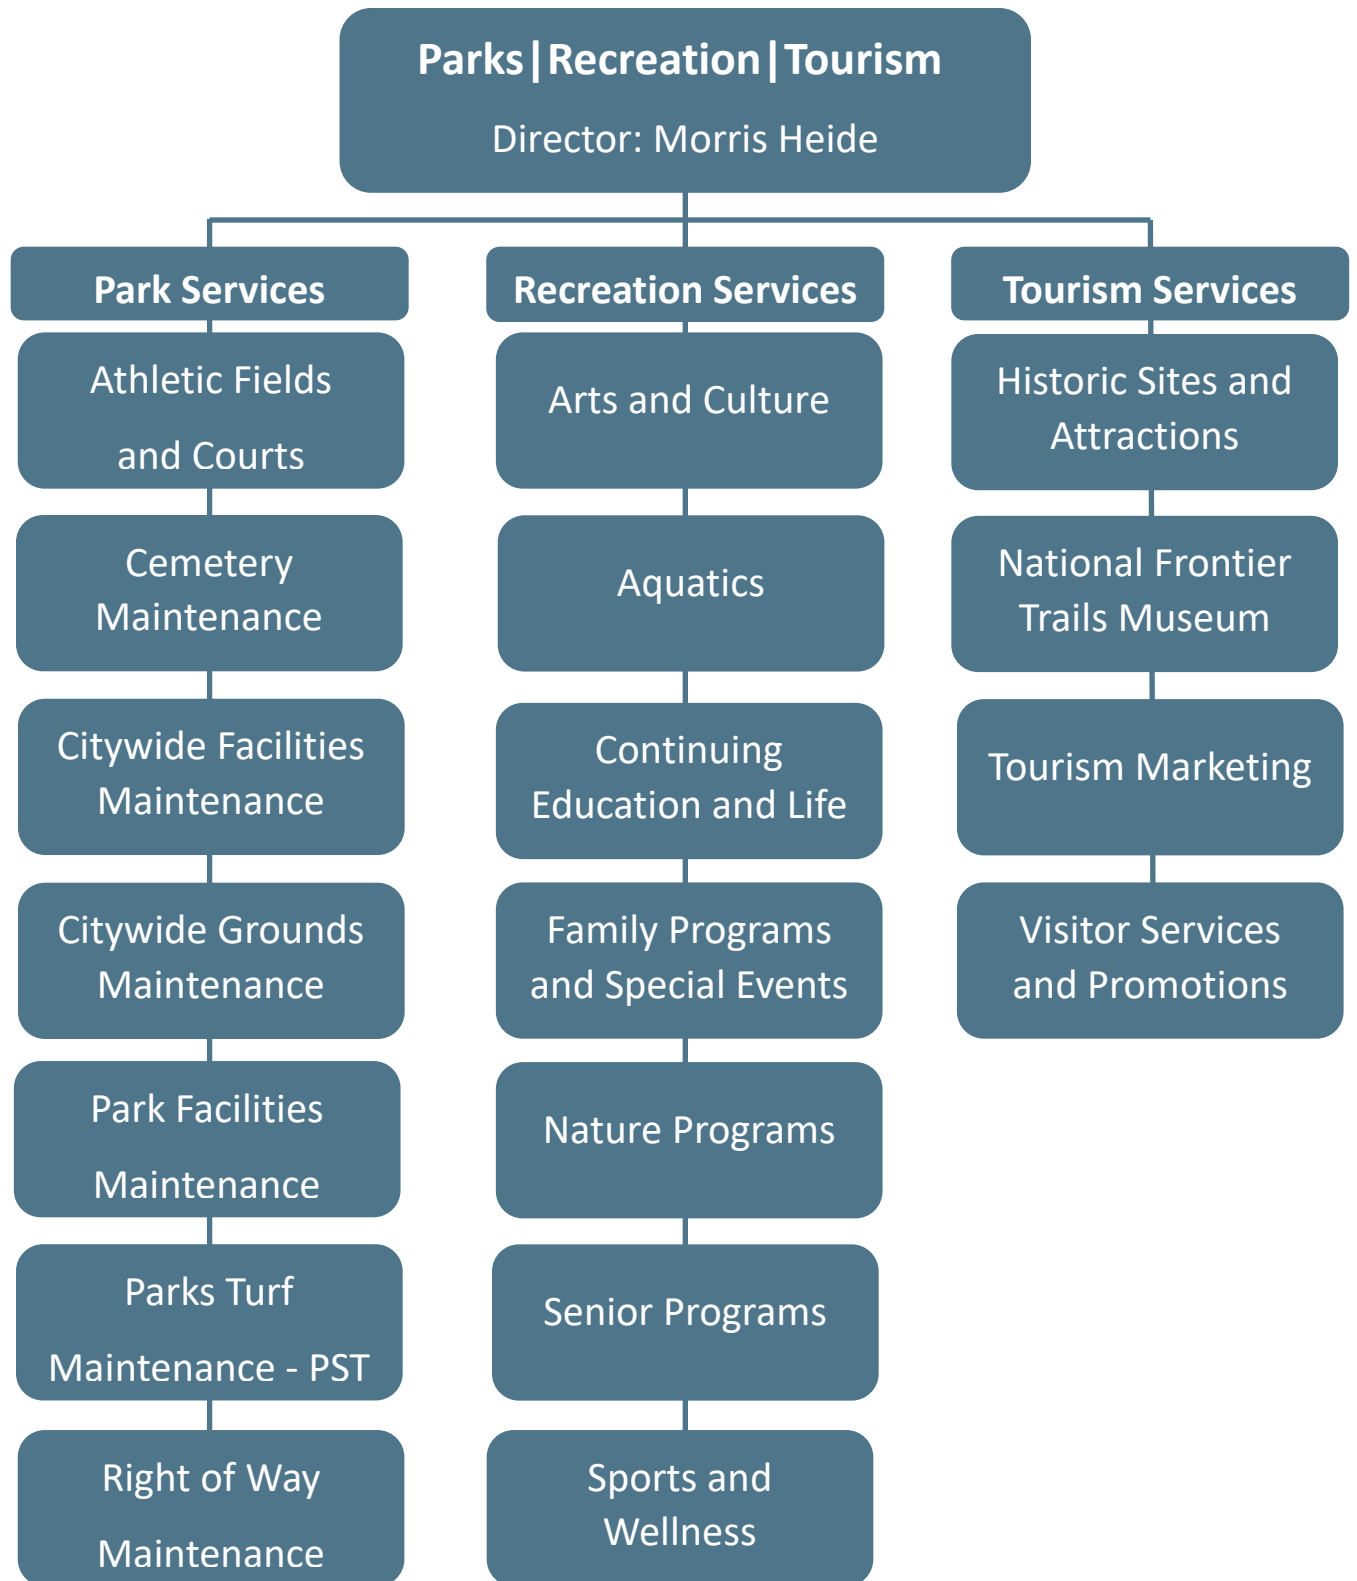 Parks|Recreation|Tourism
Director: Morris Heide
Park Services
Athletic Fields
and Courts
Cemetery
Maintenance
Citywide Facilities
Maintenance
Citywide Grounds
Maintenance
Park Facilities
Maintenance
Parks Turf
Maintenance - PST
Right of Way
Maintenance
Recreation Services
Arts and Culture
Aquatics
Continuing
Education and Life
Family Programs
and Special Events
Nature Programs
Senior Programs
Sports and
Wellness
Tourism Services
Historic Sites and
Attractions
National Frontier
Trails Museum
Tourism Marketing
Visitor Services
and Promotions